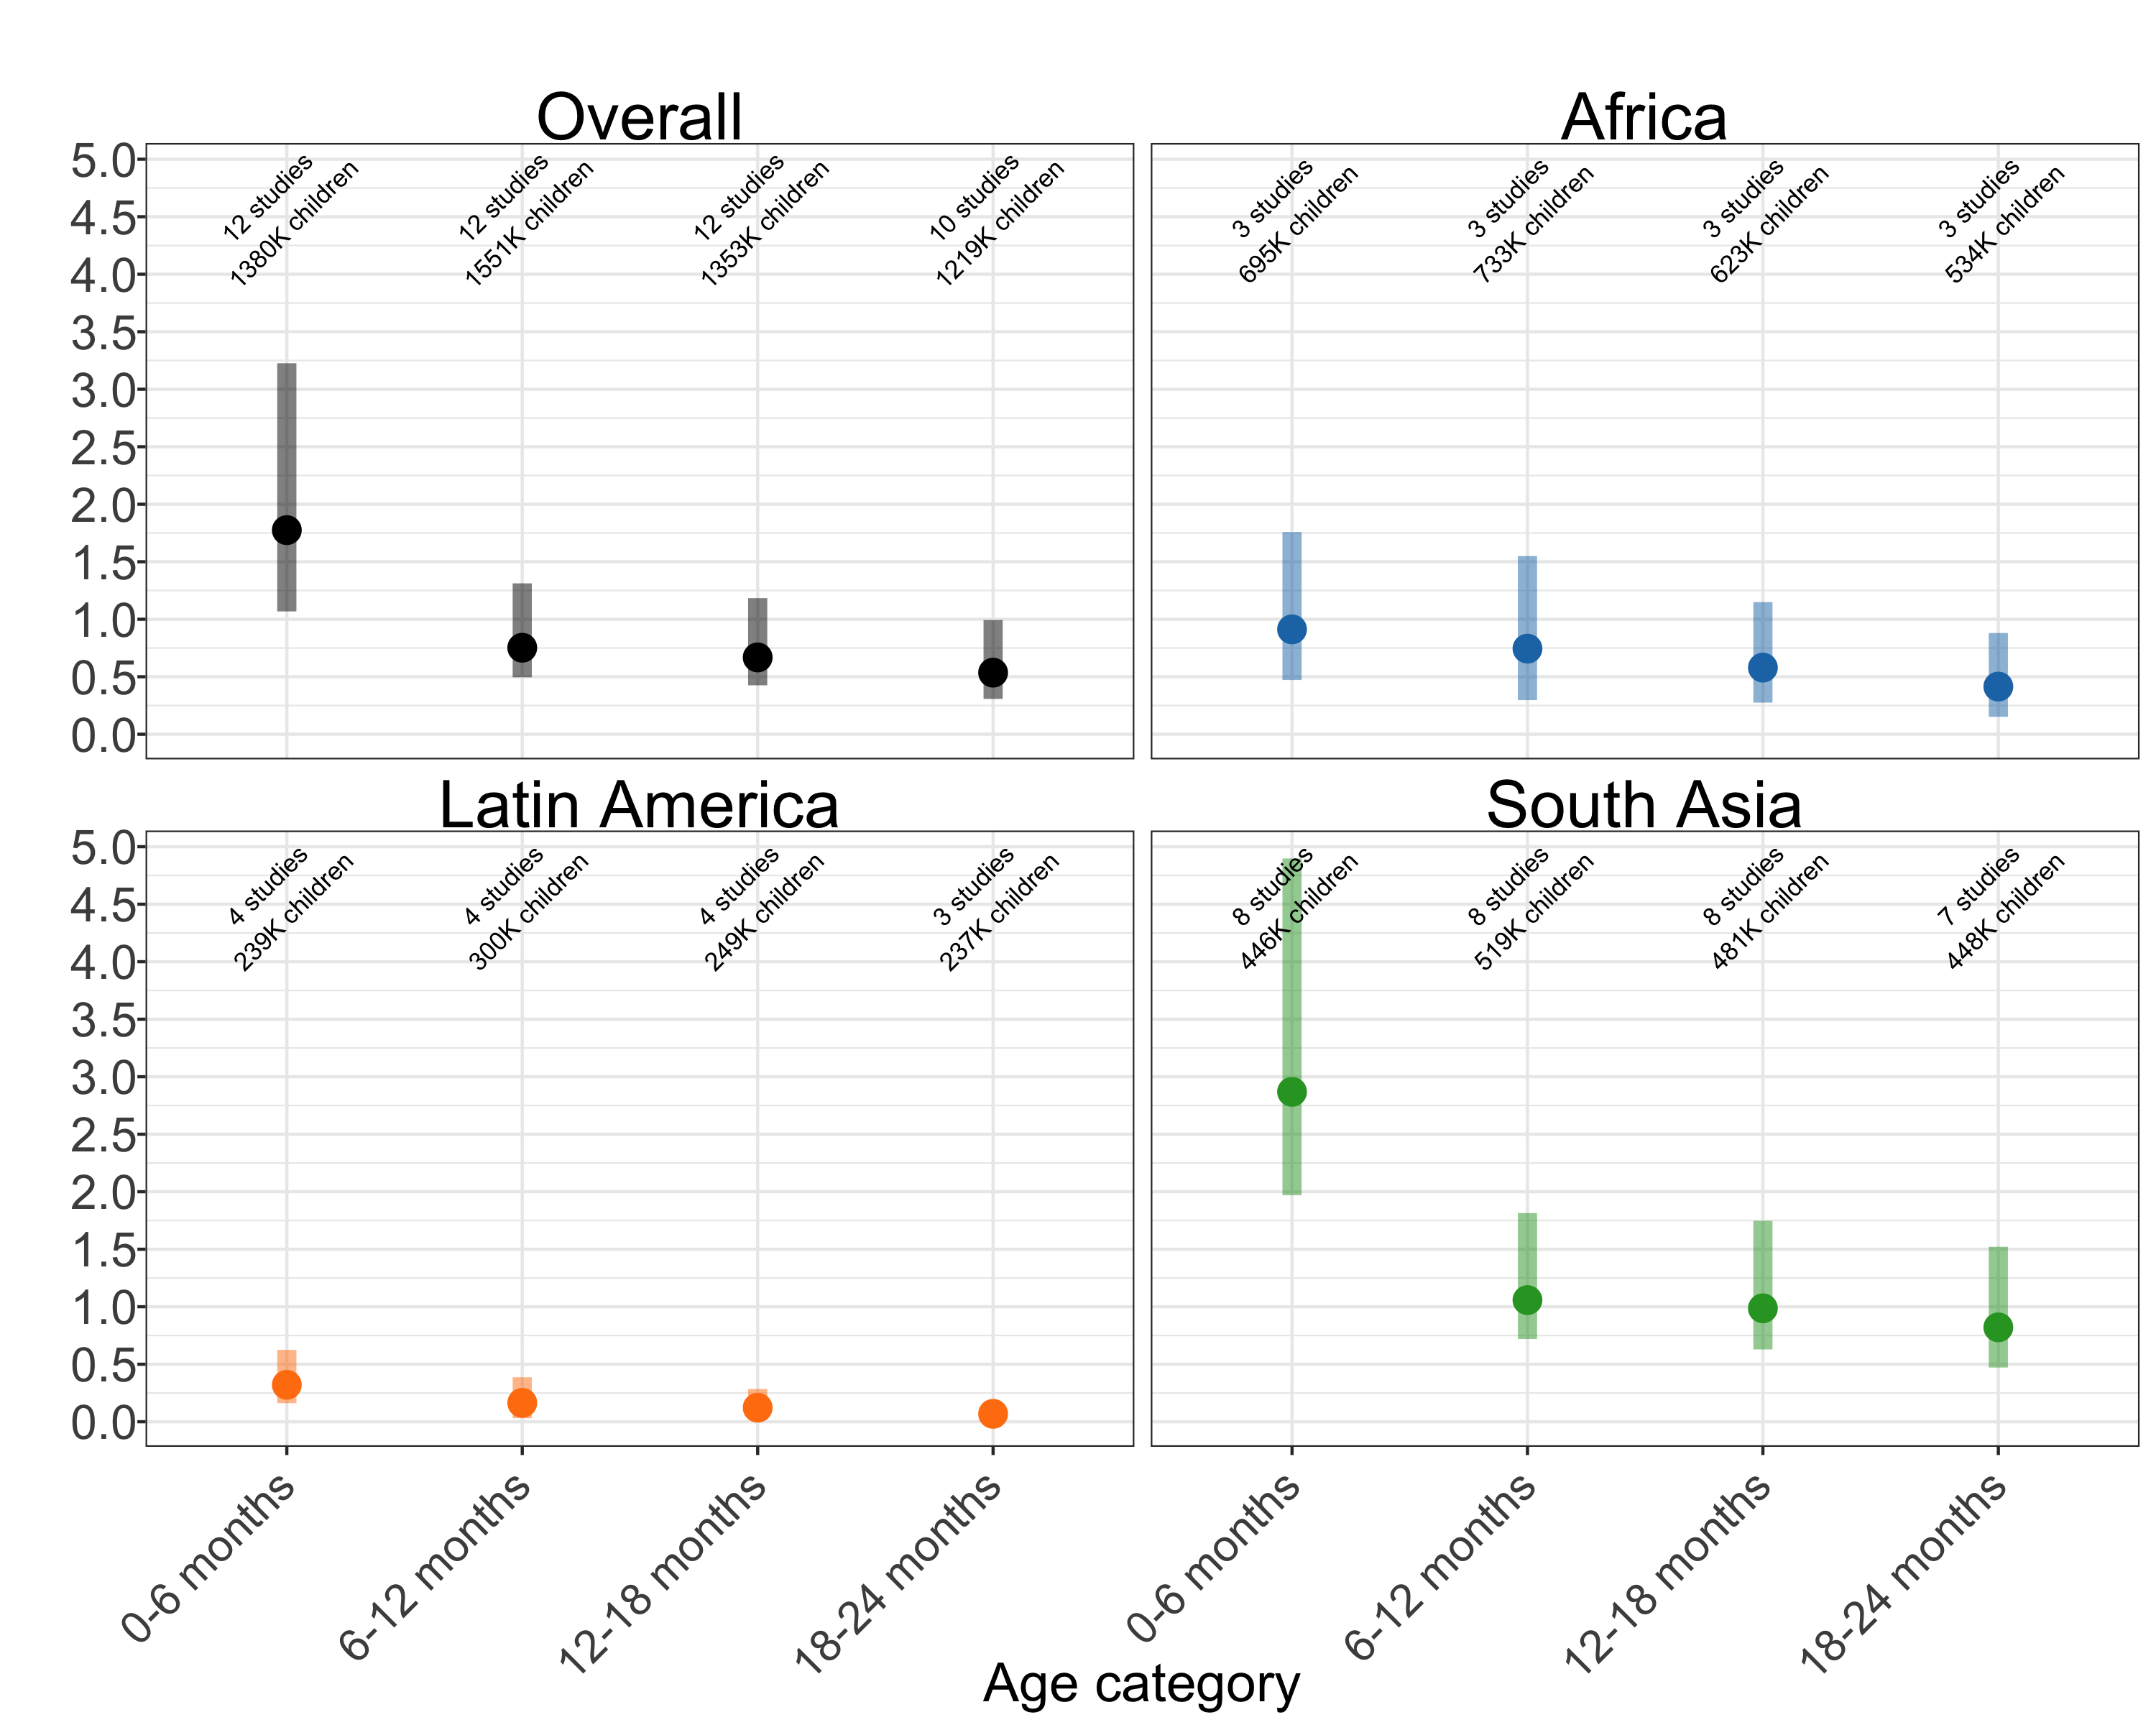 Overall
5.0
4.5
4.0
3.5
3.0
2.5
2.0
1.5
1.0
0.5
0.0
12 studies
1380K children
12 studies
1551K children
12 studies
1353K children
10 studies
1219K children
Africa
3 studies
695K children
3 studies
733K children
3 studies
623K children
3 studies
534K children
Latin America
5.0
4.5
4.0
3.5
3.0
2.5
2.0
1.5
1.0
0.5
0.0
4 studies
239K children
4 studies
300K children
4 studies
249K children
3 studies
237K children
South Asia
8 studies
446K children
8 studies
519K children
8 studies
481K children
7 studies
448K children
0-6 months
6-12 months
12-18 months
18-24 months
0-6 months
6-12 months
12-18 months
18-24 months
Age category